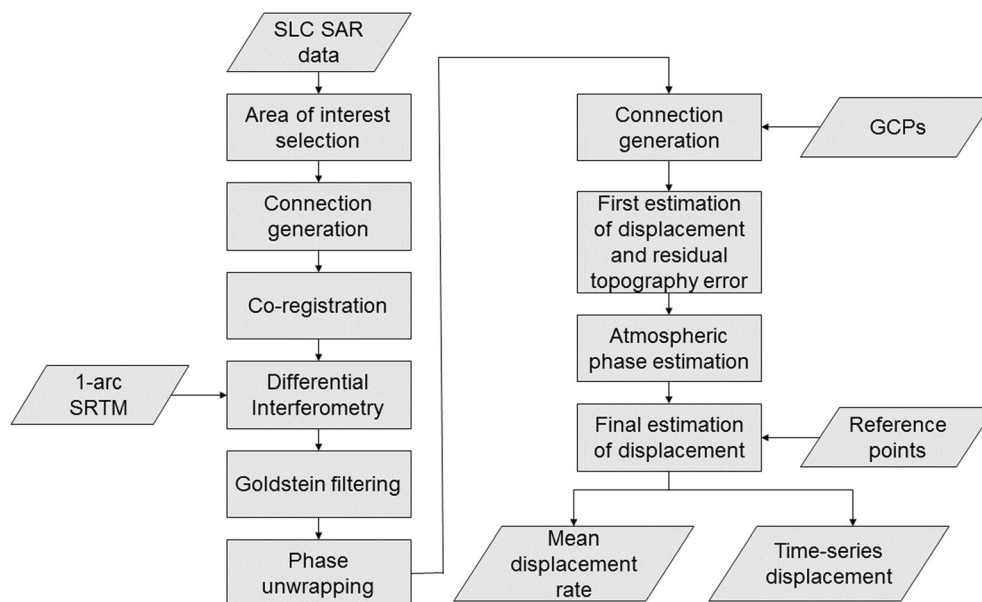 SLC SAR
data
Area of interest
selection
Connection
generation
Co-registration
1-arc
SRTM
Differential
Interferometry
Goldstein filtering
Phase
unwrapping
Connection
generation
GCPs
First estimation
of displacement
and residual
topography error
Atmospheric
phase estimation
Final estimation
of displacement
Reference
points
Mean
displacement
rate
Time-series
displacement